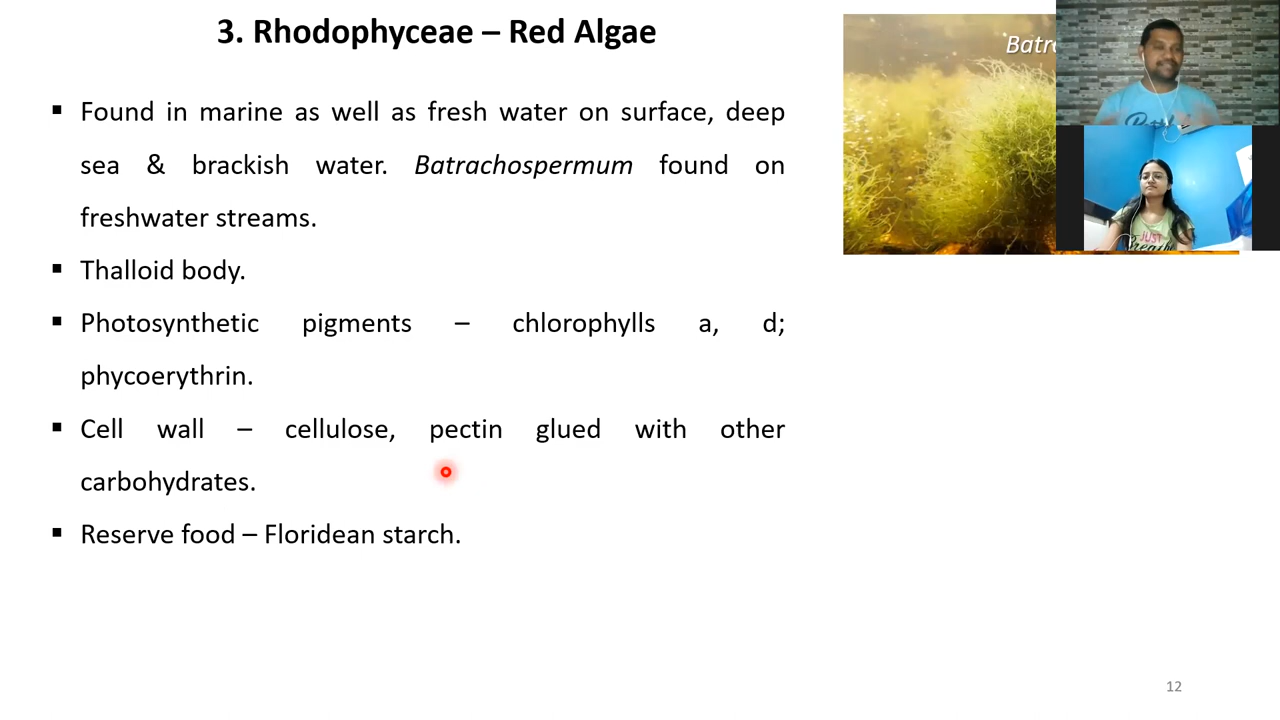 3. Rhodophyceae – Red Algae
▪ Found in marine as well as fresh water on surface, deep
sea & brackish water. Batrachospermum found on
freshwater streams.
▪ Thalloid body.
▪ Photosynthetic pigments – chlorophylls a, d;
phycoerythrin.
▪ Cell wall – cellulose, pectin glued with other
carbohydrates.
▪ Reserve food – Floridean starch.
JUST
Breathe
12